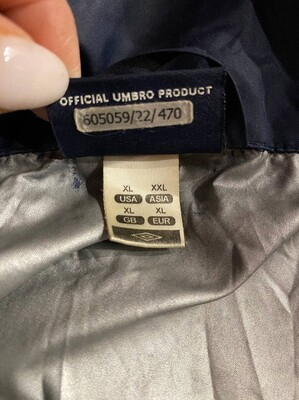 OFFICIAL UMBRO PRODUCT
605059/22/470
XL XXL
USA ASIA
XL XL
GB EUR